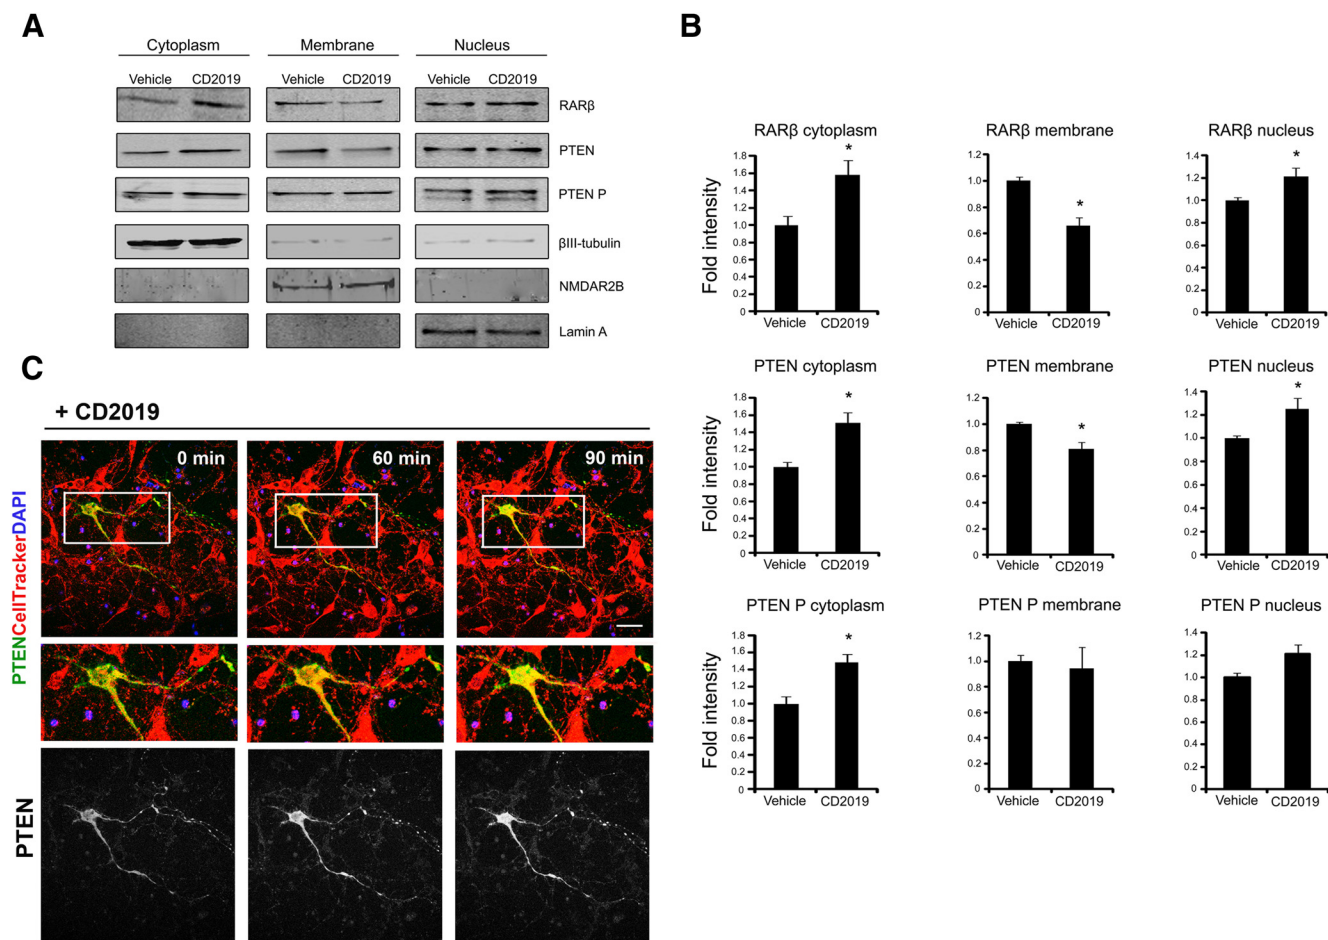 A
Cytoplasm Membrane Nucleus
Vehicle CD2019 Vehicle CD2019 Vehicle CD2019
RARβ
PTEN
PTEN P
βIII-tubulin
NMDAR2B
Lamin A
B
RARβ cytoplasm
Fold intensity
1.8
1.6
1.4
1.2
1.0
0.8
0.6
0.4
0.2
0
*
Vehicle CD2019
RARβ membrane
1.2
1.0
0.8
0.6
0.4
0.2
0
*
Vehicle CD2019
RARβ nucleus
1.4
1.2
1.0
0.8
0.6
0.4
0.2
0
*
Vehicle CD2019
PTEN cytoplasm
Fold intensity
1.8
1.6
1.4
1.2
1.0
0.8
0.6
0.4
0.2
0
*
Vehicle CD2019
PTEN membrane
1.2
1.0
0.8
0.6
0.4
0.2
0
*
Vehicle CD2019
PTEN nucleus
1.4
1.2
1.0
0.8
0.6
0.4
0.2
0
*
Vehicle CD2019
PTEN P cytoplasm
Fold intensity
1.8
1.6
1.4
1.2
1.0
0.8
0.6
0.4
0.2
0
*
Vehicle CD2019
PTEN P membrane
1.2
1.0
0.8
0.6
0.4
0.2
0
Vehicle CD2019
PTEN P nucleus
1.4
1.2
1.0
0.8
0.6
0.4
0.2
0
Vehicle CD2019
C
+ CD2019
0 min 60 min 90 min
PTENCellTrackerDAPI
PTEN